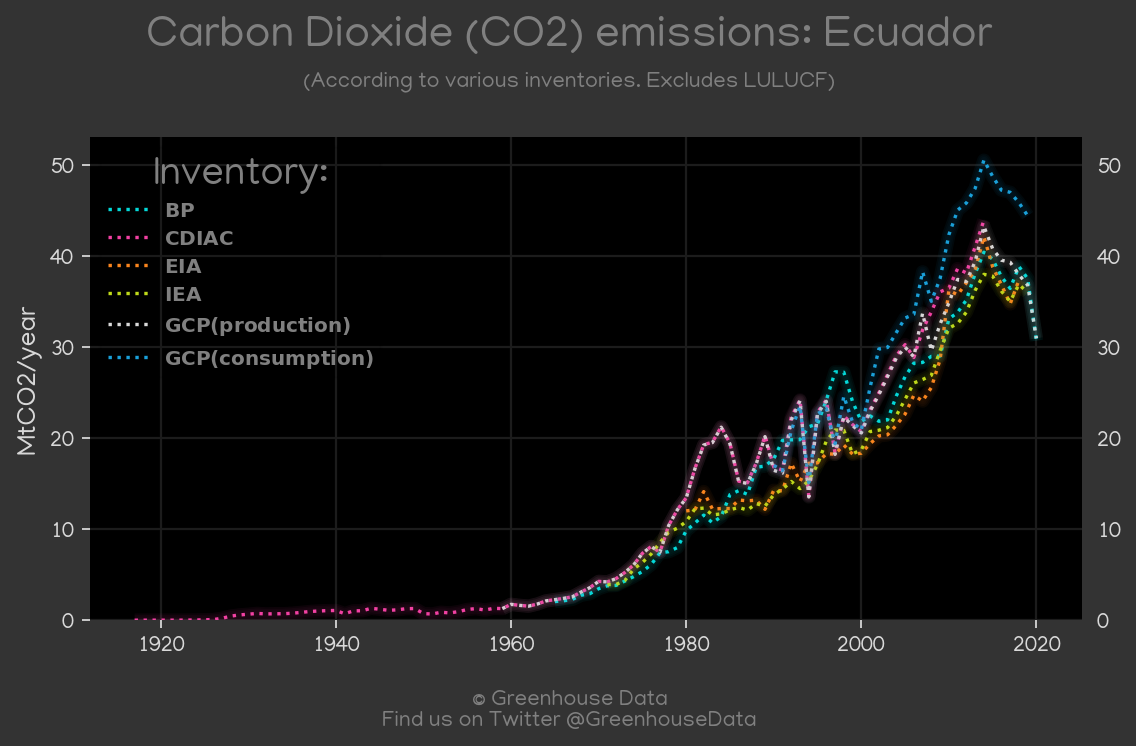 Carbon Dioxide (CO2) emissions: Ecuador
(According to various inventories. Excludes LULUCF)
Inventory:
BP
CDIAC
EIA
IEA
GCP(production)
GCP(consumption)
MtCO2/year
50
40
30
20
10
0
50
40
30
20
10
0
1920 1940 1960 1980 2000 2020
© Greenhouse Data
Find us on Twitter @GreenhouseData